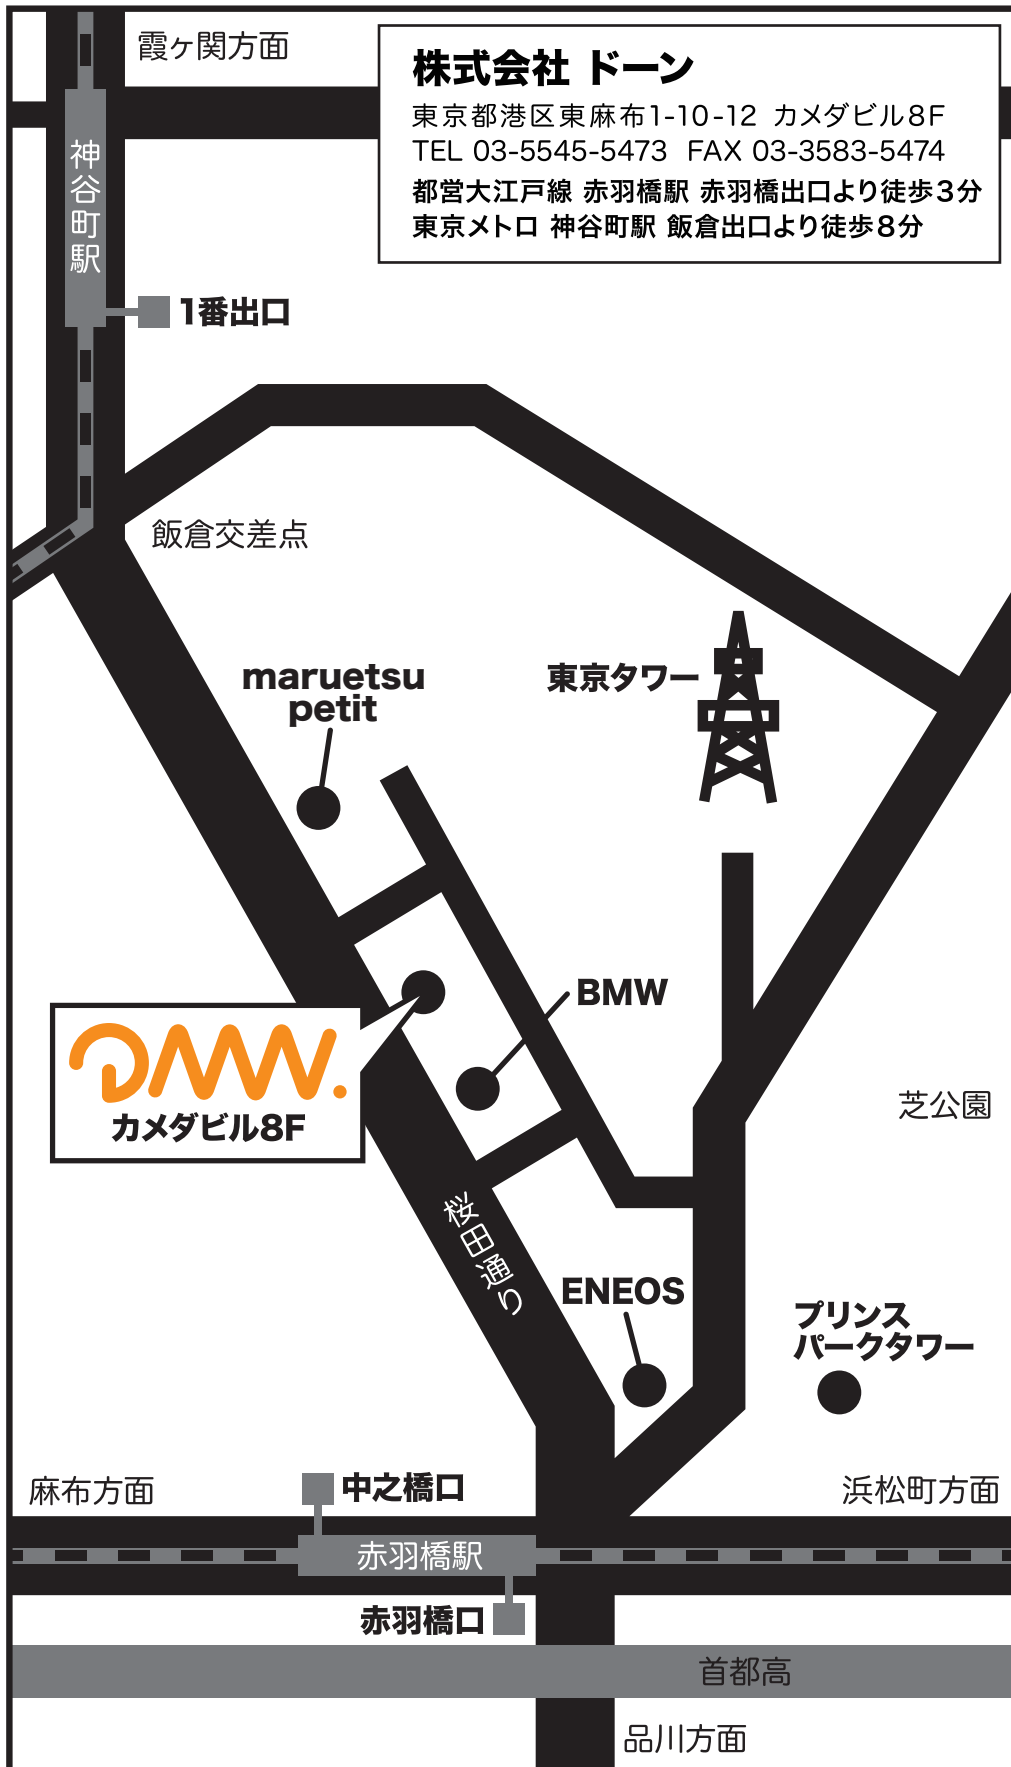 霞ヶ関方面
株式会社 ドーン
東京都港区東麻布1-10-12 カメダビル8F
TEL 03-5545-5473 FAX 03-3583-5474
都営大江戸線 赤羽橋駅 赤羽橋出口より徒歩3分
東京メトロ 神谷町駅 飯倉出口より徒歩8分
神谷町駅
1番出口
飯倉交差点
maruetsu
petit
東京タワー
BMW
DAWN.
カメダビル8F
芝公園
桜田通り
ENEOS
プリンス
パークタワー
麻布方面
中之橋口
浜松町方面
赤羽橋駅
赤羽橋口
首都高
品川方面